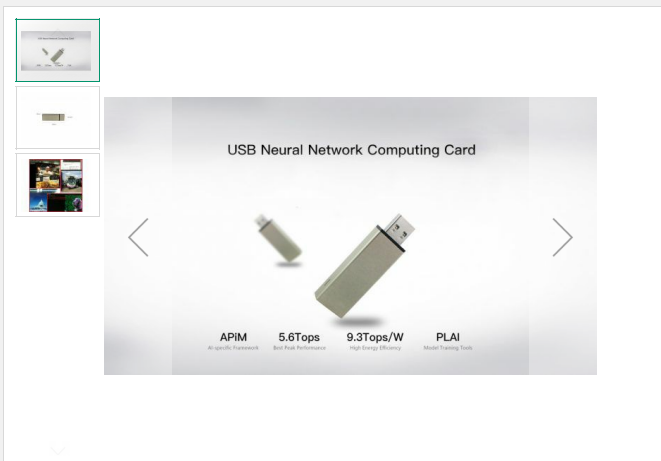 USB Neural Network Computing Card
APiM 5.6Tops 9.3Tops/W PLAI
AI-specific Framework Best Peak Performance High Energy Efficiency Model Training Tools